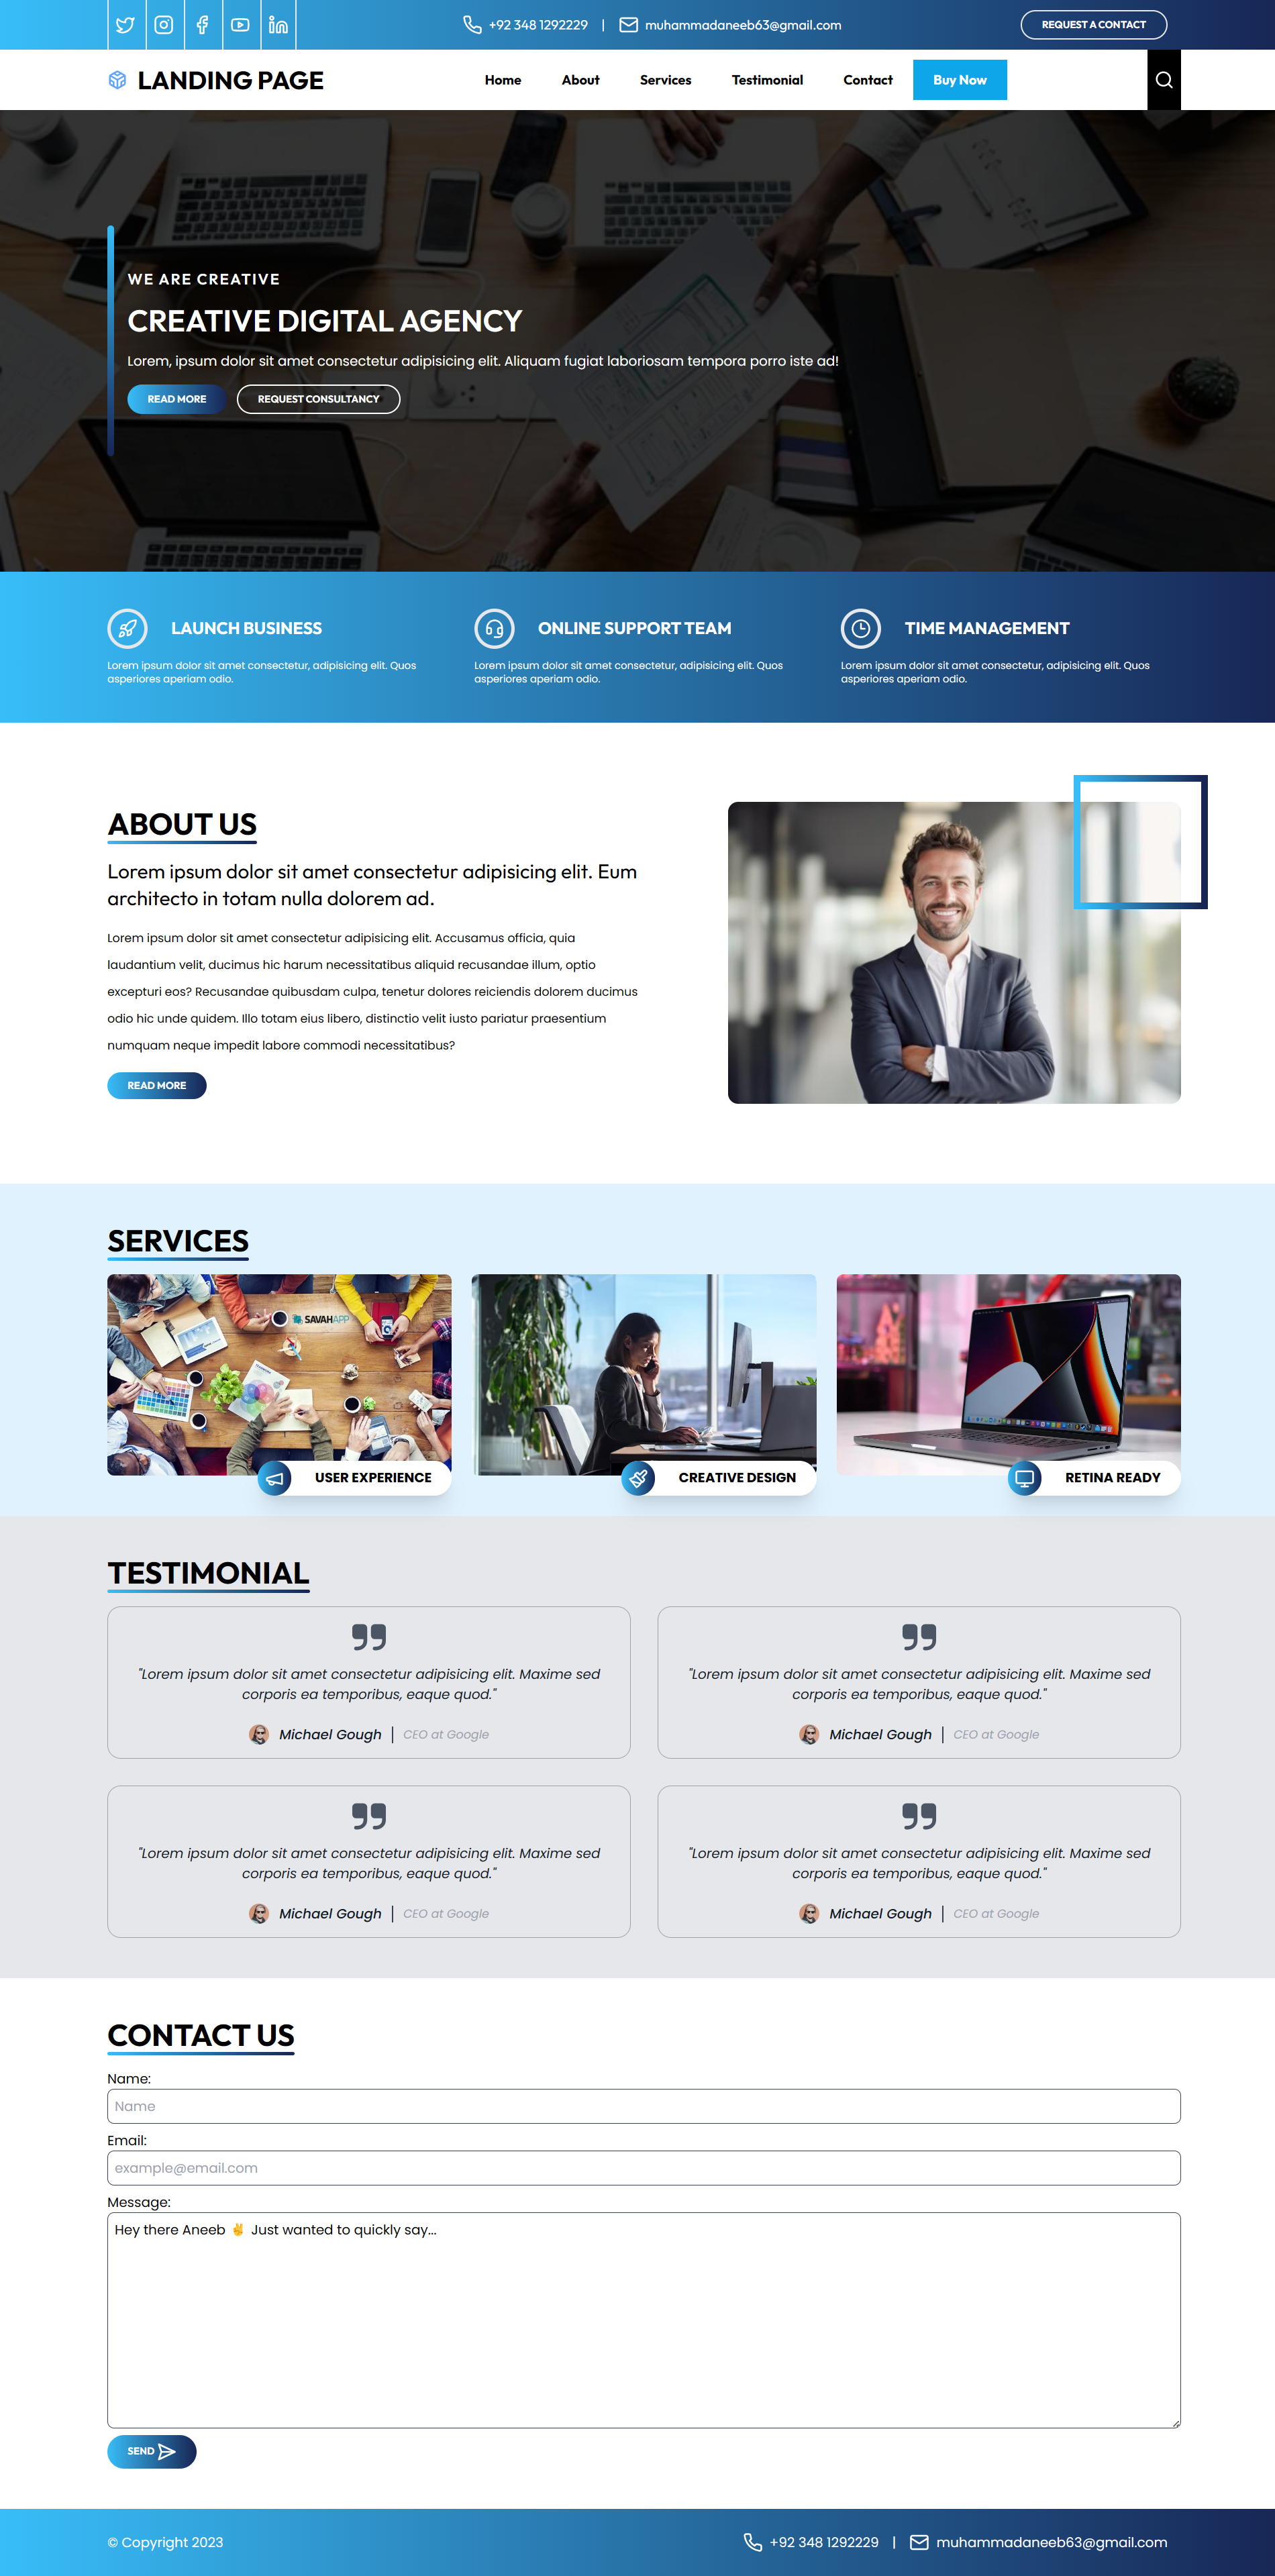 +92 348 1292229 | muhammadaneeb63@gmail.com
REQUEST A CONTACT
LANDING PAGE
Home
About
Services
Testimonial
Contact
Buy Now
WE ARE CREATIVE
CREATIVE DIGITAL AGENCY
Lorem, ipsum dolor sit amet consectetur adipisicing elit. Aliquam fugiat laboriosam tempora porro iste ad!
READ MORE
REQUEST CONSULTANCY
LAUNCH BUSINESS
Lorem ipsum dolor sit amet consectetur, adipisicing elit. Quos
asperiores aperiam odio.
ONLINE SUPPORT TEAM
Lorem ipsum dolor sit amet consectetur, adipisicing elit. Quos
asperiores aperiam odio.
TIME MANAGEMENT
Lorem ipsum dolor sit amet consectetur, adipisicing elit. Quos
asperiores aperiam odio.
ABOUT US
Lorem ipsum dolor sit amet consectetur adipisicing elit. Eum
architecto in totam nulla dolorem ad.
Lorem ipsum dolor sit amet consectetur adipisicing elit. Accusamus officia, quia
laudantium velit, ducimus hic harum necessitatibus aliquid recusandae illum, optio
excepturi eos? Recusandae quibusdam culpa, tenetur dolores reiciendis dolorem ducimus
odio hic unde quidem. Illo totam eius libero, distinctio velit iusto pariatur praesentium
numquam neque impedit labore commodi necessitatibus?
READ MORE
SERVICES
SAVAHAPP
USER EXPERIENCE
CREATIVE DESIGN
RETINA READY
TESTIMONIAL
"Lorem ipsum dolor sit amet consectetur adipisicing elit. Maxime sed
corporis ea temporibus, eaque quod."
Michael Gough | CEO at Google
"Lorem ipsum dolor sit amet consectetur adipisicing elit. Maxime sed
corporis ea temporibus, eaque quod."
Michael Gough | CEO at Google
"Lorem ipsum dolor sit amet consectetur adipisicing elit. Maxime sed
corporis ea temporibus, eaque quod."
Michael Gough | CEO at Google
"Lorem ipsum dolor sit amet consectetur adipisicing elit. Maxime sed
corporis ea temporibus, eaque quod."
Michael Gough | CEO at Google
CONTACT US
Name:
Name
Email:
example@email.com
Message:
Hey there Aneeb ✌ Just wanted to quickly say...
SEND
© Copyright 2023
+92 348 1292229 | muhammadaneeb63@gmail.com